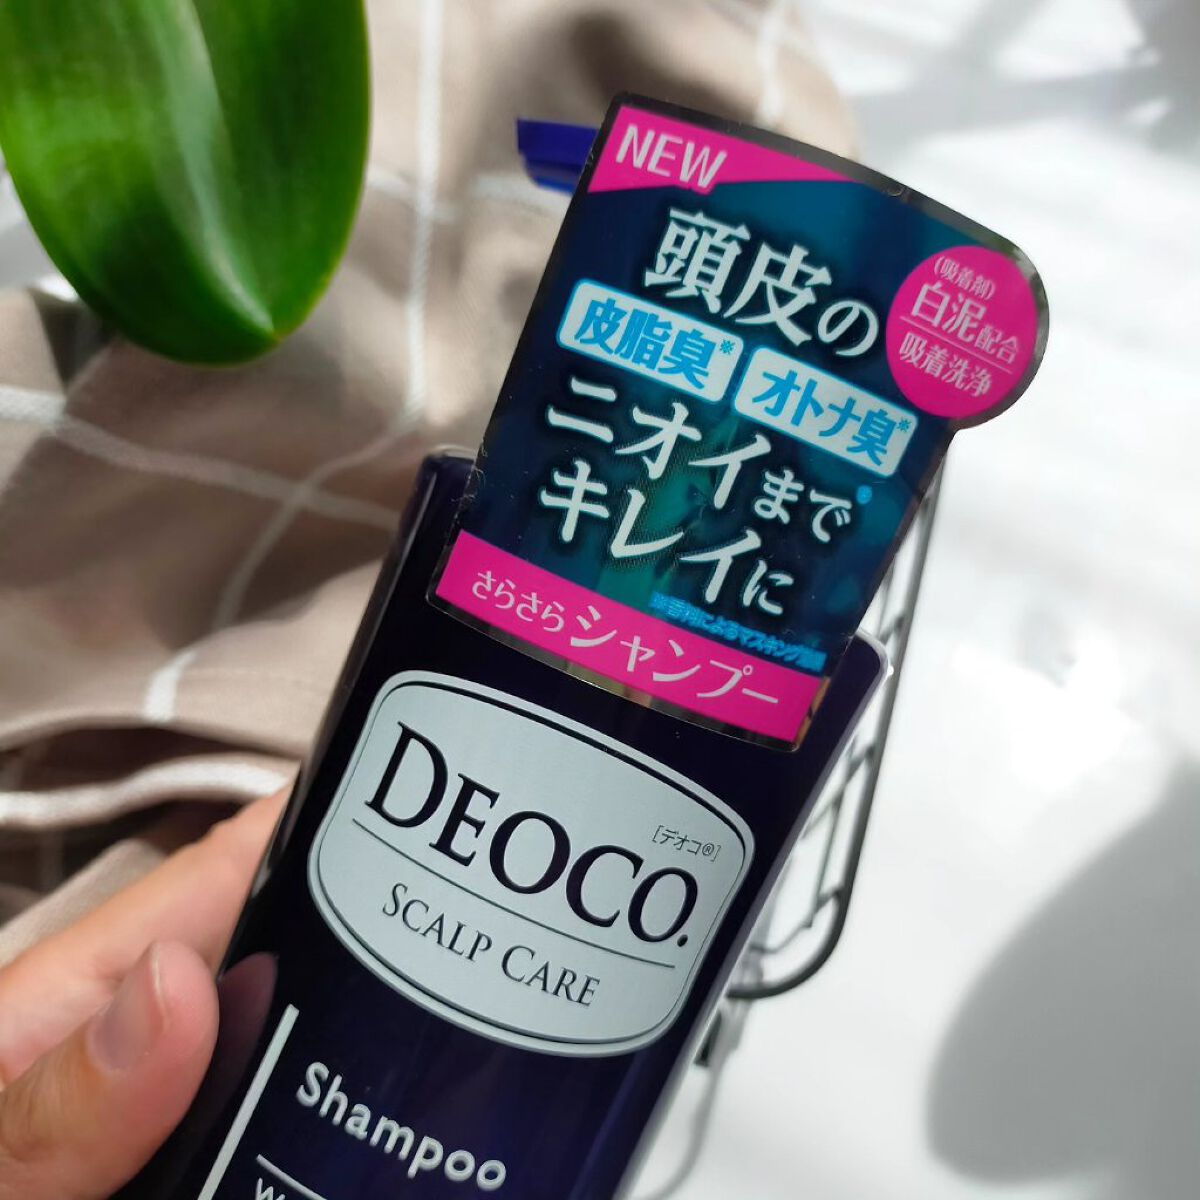 NEW
頭皮の
皮脂臭※ オトナ臭※
ニオイまで
キレイに
(吸着剤)
白泥配合
吸着洗浄
さらさらシャンプー
DEOCO.
[デオコ®]
SCALP CARE
Shampoo